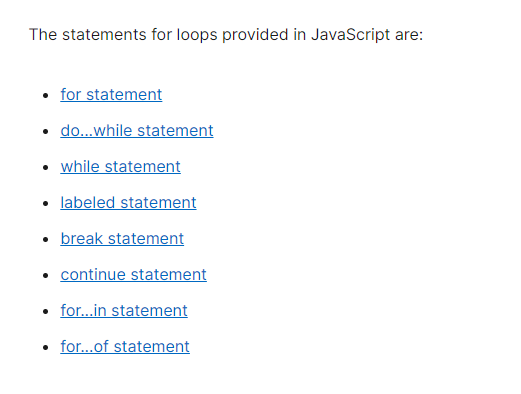 The statements for loops provided in JavaScript are:
• for statement
• do...while statement
• while statement
• labeled statement
• break statement
• continue statement
• for...in statement
• for...of statement